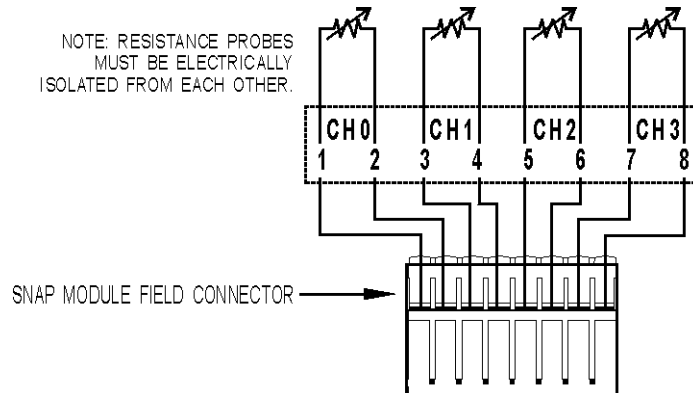 NOTE: RESISTANCE PROBES
MUST BE ELECTRICALLY
ISOLATED FROM EACH OTHER.
CH0 CH1 CH2 CH3
1 2 3 4 5 6 7 8
SNAP MODULE FIELD CONNECTOR